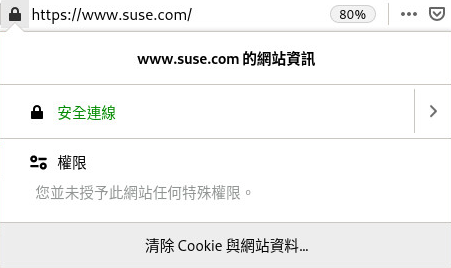 https://www.suse.com/ 80%
www.suse.com 的網站資訊
安全連線
權限
您並未授予此網站任何特殊權限。
清除 Cookie 與網站資料...